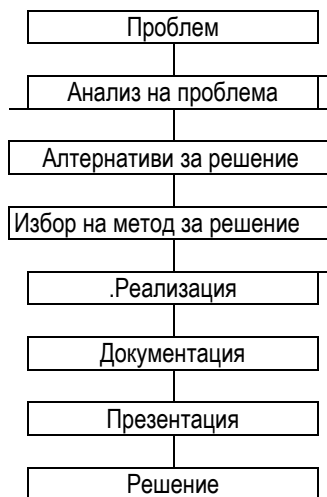 Проблем
Анализ на проблема
Алтернативи за решение
Избор на метод за решение
.Реализация
Документация
Презентация
Решение